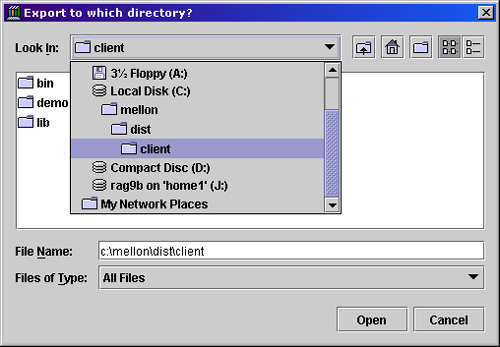 Export to which directory?
Look In: client
3½ Floppy (A:)
bin
Local Disk (C:)
demo
mellon
lib
dist
client
Compact Disc (D:)
rag9b on 'home1' (J:)
My Network Places
File Name: c:\mellon\dist\client
Files of Type: All Files
Open Cancel